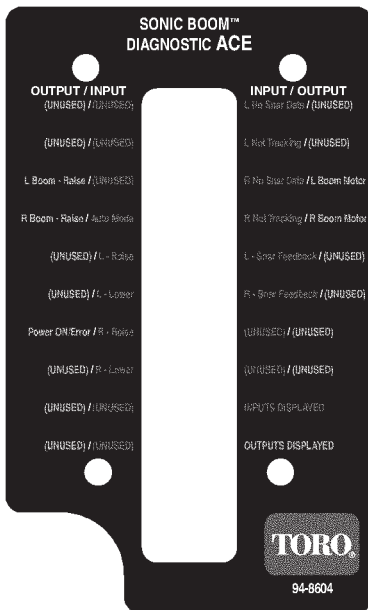 SONIC BOOM™
DIAGNOSTIC ACE
OUTPUT / INPUT
(UNUSED) / (UNUSED)
(UNUSED) / (UNUSED)
L Boom - Raise / (UNUSED)
R Boom - Raise / Auto Mode
(UNUSED) / L - Raise
(UNUSED) / L - Lower
Power ON/Error / R - Raise
(UNUSED) / R - Lower
(UNUSED) / (UNUSED)
(UNUSED) / (UNUSED)
INPUT / OUTPUT
L No Snsr Data / (UNUSED)
L Not Tracking / (UNUSED)
R No Snsr Data / L Boom Motor
R Not Tracking / R Boom Motor
L - Snsr Feedback / (UNUSED)
R - Snsr Feedback / (UNUSED)
(UNUSED) / (UNUSED)
(UNUSED) / (UNUSED)
INPUTS DISPLAYED
OUTPUTS DISPLAYED
TORO.
94-8604